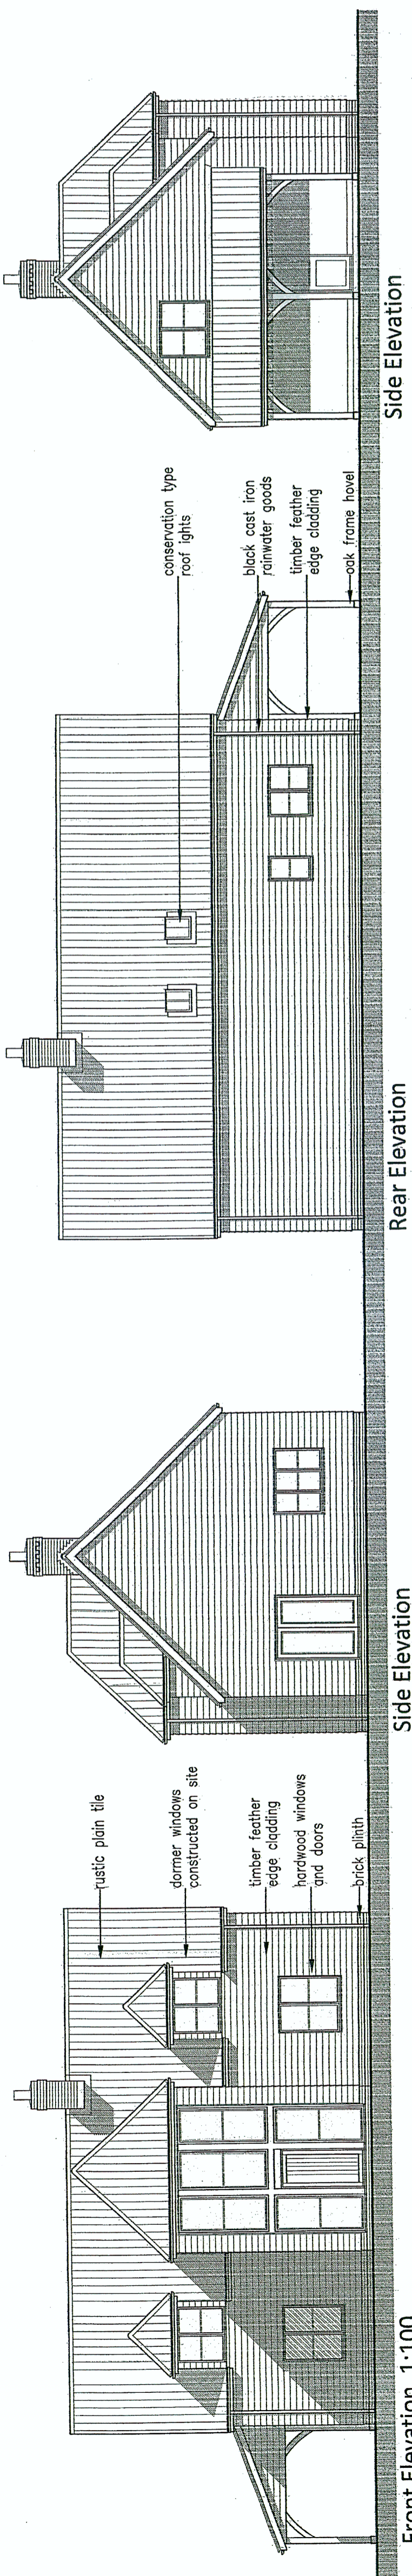 rustic plain tile
dormer windows
constructed on site
timber feather
edge cladding
hardwood windows
and doors
brick plinth
Front Elevation 1:100
Side Elevation
conservation type
roof ights
black cast iron
rainwater goods
timber feather
edge cladding
oak frame hovel
Rear Elevation
Side Elevation